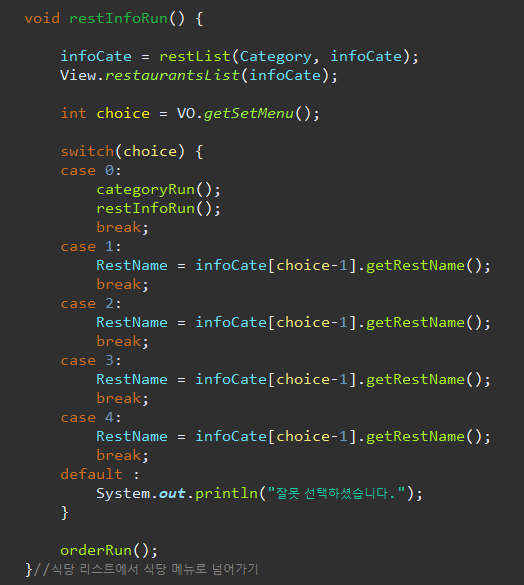 void restInfoRun() {
infoCate = restList(Category, infoCate);
View.restaurantsList(infoCate);
int choice = VO.getSetMenu();
switch(choice) {
case 0:
categoryRun();
restInfoRun();
break;
case 1:
RestName = infoCate[choice-1].getRestName();
break;
case 2:
RestName = infoCate[choice-1].getRestName();
break;
case 3:
RestName = infoCate[choice-1].getRestName();
break;
case 4:
RestName = infoCate[choice-1].getRestName();
break;
default :
System.out.println("잘못 선택하셨습니다.");
}
orderRun();
}//식당 리스트에서 식당 메뉴로 넘어가기